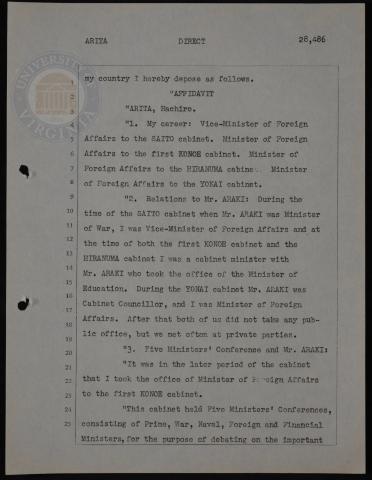 ARITA DIRECT 28,486
UNIVERSITY OF VIRGINIA
1 my country I hereby depose as follows.
2 "AFFIDAVIT
3 "ARITA, Hachiro.
4 "1. My career: Vice-Minister of Foreign
5 Affairs to the SAITO cabinet. Minister of Foreign
6 Affairs to the first KONOE cabinet. Minister of
7 Foreign Affairs to the HIRANUMA cabinet. Minister
8 of Foreign Affairs to the YONAI cabinet.
9 "2. Relations to Mr. ARAKI: During the
10 time of the SAITO cabinet when Mr. ARAKI was Minister
11 of War, I was Vice-Minister of Foreign Affairs and at
12 the time of both the first KONOE cabinet and the
13 HIRANUMA cabinet I was a cabinet minister with
14 Mr. ARAKI who took the office of the Minister of
15 Education. During the YONAI cabinet Mr. ARAKI was
16 Cabinet Councillor, and I was Minister of Foreign
17 Affairs. After that both of us did not take any pub-
18 lic office, but we met often at private parties.
19 "3. Five Ministers' Conference and Mr. ARAKI:
20 "It was in the later period of the cabinet
21 that I took the office of Minister of Foreign Affairs
22 to the first KONOE cabinet.
23 "This cabinet held Five Ministers' Conferences,
24 consisting of Prime, War, Naval, Foreign and Financial
25 Ministers, for the purpose of debating on the important